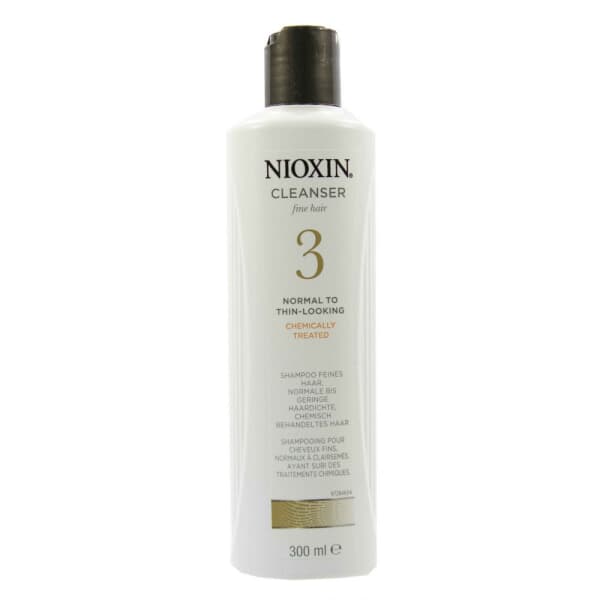 NIOXIN®
CLEANSER
fine hair
3
NORMAL TO
THIN-LOOKING
CHEMICALLY
TREATED
SHAMPOO FEINES
HAAR,
NORMALE BIS
GERINGE
HAARDICHTE,
CHEMISCH
BEHANDELTES HAAR
SHAMPOOING POUR
CHEVEUX FINS,
NORMAUX À CLAIRSEMÉS,
AYANT SUBI DES
TRAITEMENTS CHIMIQUES.
300 ml ℮